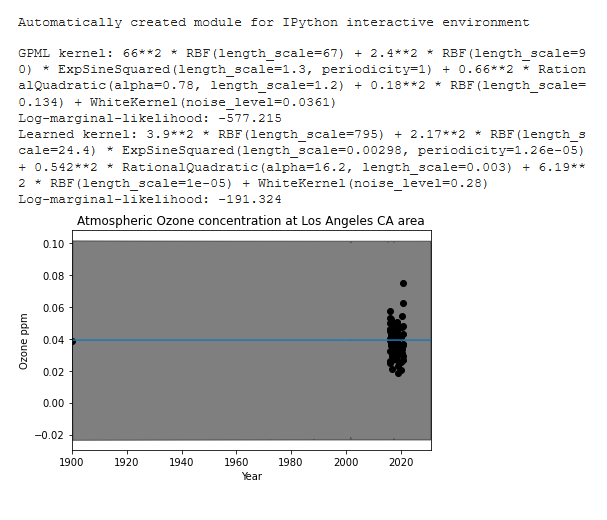 Automatically created module for IPython interactive environment
GPML kernel: 66**2 * RBF(length_scale=67) + 2.4**2 * RBF(length_scale=9
0) * ExpSineSquared(length_scale=1.3, periodicity=1) + 0.66**2 * Ration
alQuadratic(alpha=0.78, length_scale=1.2) + 0.18**2 * RBF(length_scale=
0.134) + WhiteKernel(noise_level=0.0361)
Log-marginal-likelihood: -577.215
Learned kernel: 3.9**2 * RBF(length_scale=795) + 2.17**2 * RBF(length_s
cale=24.4) * ExpSineSquared(length_scale=0.00298, periodicity=1.26e-05)
+ 0.542**2 * RationalQuadratic(alpha=16.2, length_scale=0.003) + 6.19**
2 * RBF(length_scale=1e-05) + WhiteKernel(noise_level=0.28)
Log-marginal-likelihood: -191.324
Atmospheric Ozone concentration at Los Angeles CA area
0.10
0.08
0.06
0.04
0.02
0.00
−0.02
Ozone ppm
1900 1920 1940 1960 1980 2000 2020
Year